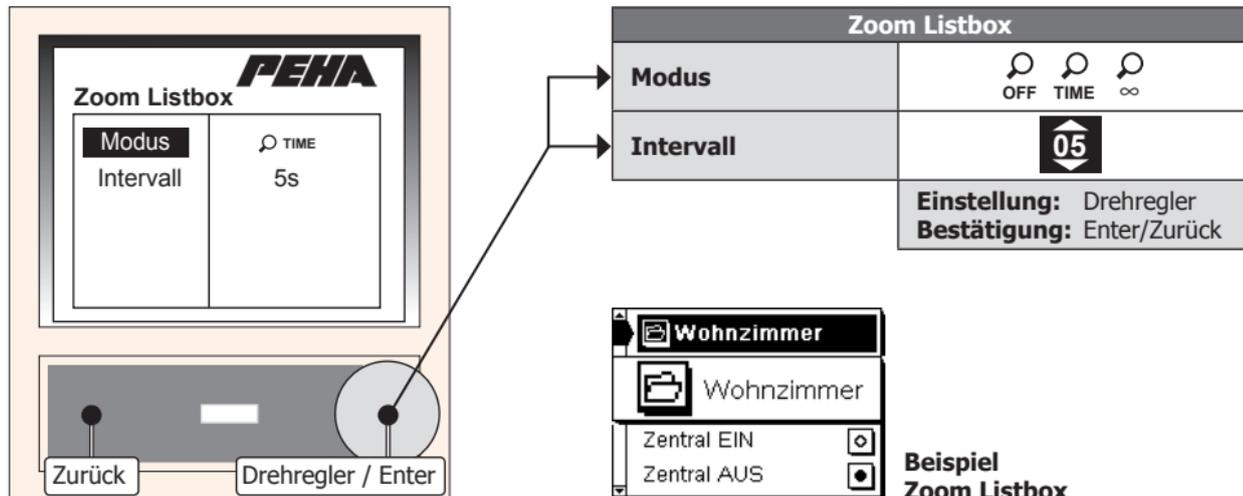 PEHA
Zoom Listbox
Modus TIME
Intervall 5s
Zurück
Drehregler / Enter
Zoom Listbox
Modus OFF TIME ∞
Intervall 05
Einstellung: Drehregler
Bestätigung: Enter/Zurück
Wohnzimmer
Wohnzimmer
Zentral EIN
Zentral AUS
Beispiel
Zoom Listbox